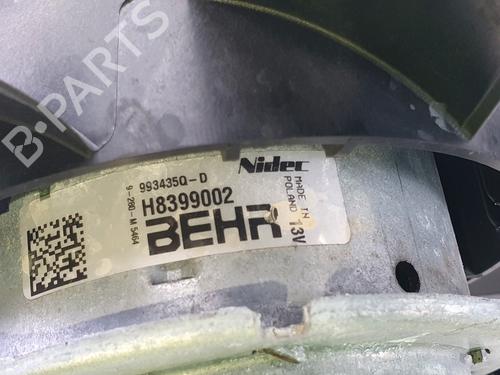 B-PARTS
993435Q-D
Nidec
9-280-M 5464
H8399002
MADE IN
POLAND 13V
BEHR